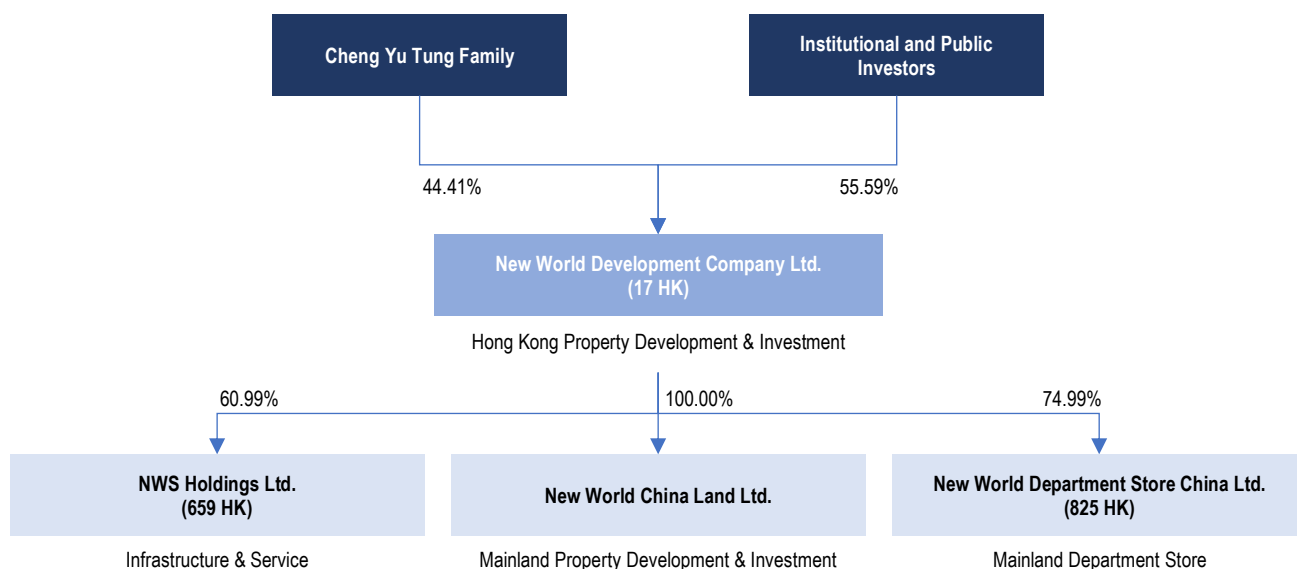 Cheng Yu Tung Family
Institutional and Public
Investors
44.41%
55.59%
New World Development Company Ltd.
(17 HK)
Hong Kong Property Development & Investment
60.99%
100.00%
74.99%
NWS Holdings Ltd.
(659 HK)
New World China Land Ltd.
New World Department Store China Ltd.
(825 HK)
Infrastructure & Service
Mainland Property Development & Investment
Mainland Department Store